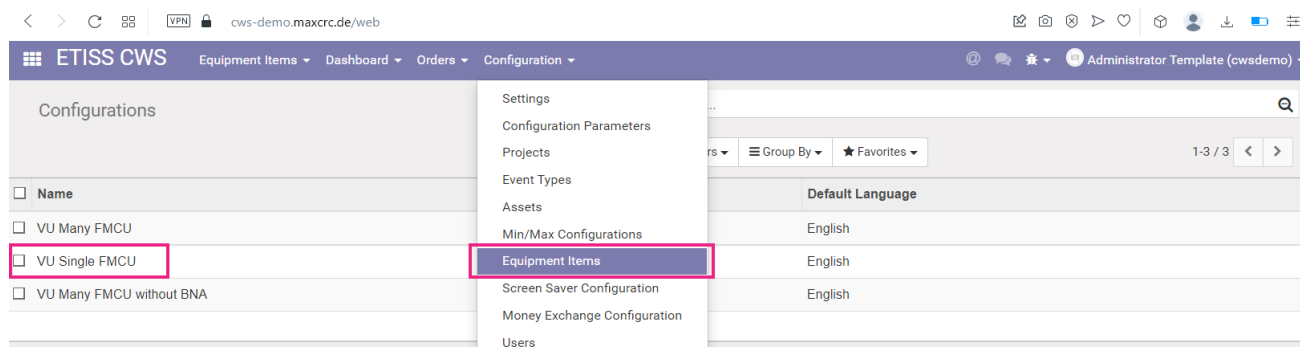 VPN cws-demo.maxcrc.de/web
ETISS CWS Equipment Items Dashboard Orders Configuration Administrator Template (cwsdemo)
Configurations
Settings
...
Configuration Parameters
Projects
rs Group By Favorites 1-3 / 3
Event Types
Name Assets Default Language
VU Many FMCU Min/Max Configurations English
VU Single FMCU Equipment Items English
VU Many FMCU without BNA Screen Saver Configuration English
Money Exchange Configuration
Users